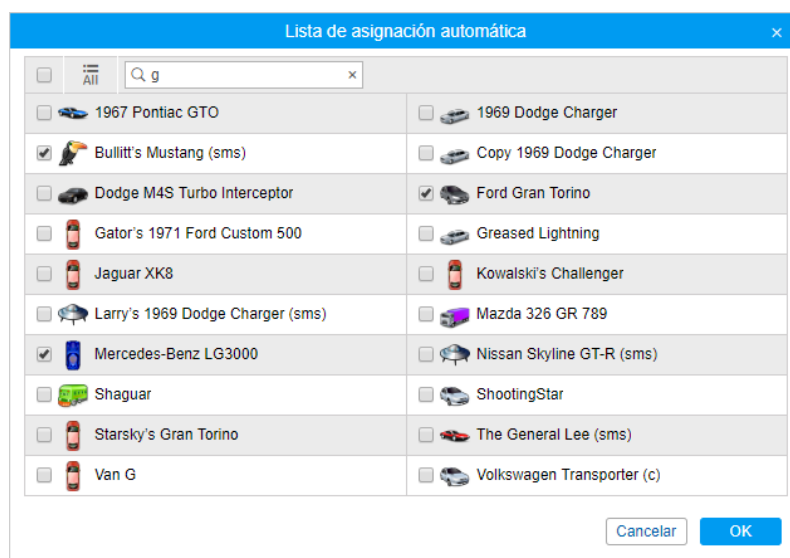 Lista de asignación automática ×
All g ×
1967 Pontiac GTO 1969 Dodge Charger
Bullitt's Mustang (sms) Copy 1969 Dodge Charger
Dodge M4S Turbo Interceptor Ford Gran Torino
Gator's 1971 Ford Custom 500 Greased Lightning
Jaguar XK8 Kowalski's Challenger
Larry's 1969 Dodge Charger (sms) Mazda 326 GR 789
Mercedes-Benz LG3000 Nissan Skyline GT-R (sms)
Shaguar ShootingStar
Starsky's Gran Torino The General Lee (sms)
Van G Volkswagen Transporter (c)
Cancelar OK